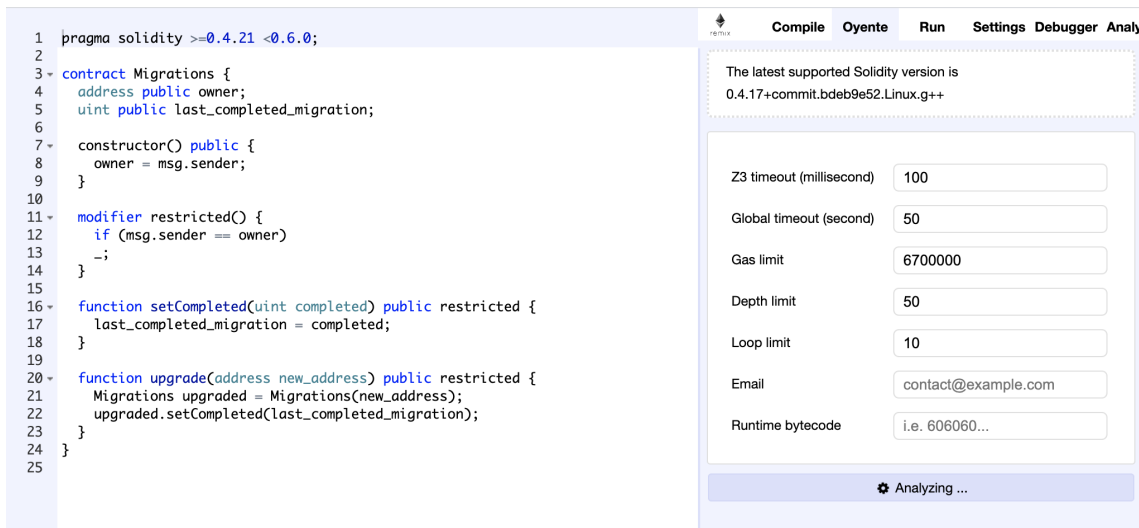 1 pragma solidity >=0.4.21 <0.6.0;
2
3 contract Migrations {
4 address public owner;
5 uint public last_completed_migration;
6
7 constructor() public {
8 owner = msg.sender;
9 }
10
11 modifier restricted() {
12 if (msg.sender == owner)
13 _;
14 }
15
16 function setCompleted(uint completed) public restricted {
17 last_completed_migration = completed;
18 }
19
20 function upgrade(address new_address) public restricted {
21 Migrations upgraded = Migrations(new_address);
22 upgraded.setCompleted(last_completed_migration);
23 }
24 }
25
remix
Compile Oyente Run Settings Debugger Analy
The latest supported Solidity version is
0.4.17+commit.bdeb9e52.Linux.g++
Z3 timeout (millisecond) 100
Global timeout (second) 50
Gas limit 6700000
Depth limit 50
Loop limit 10
Email contact@example.com
Runtime bytecode i.e. 606060...
Analyzing ...